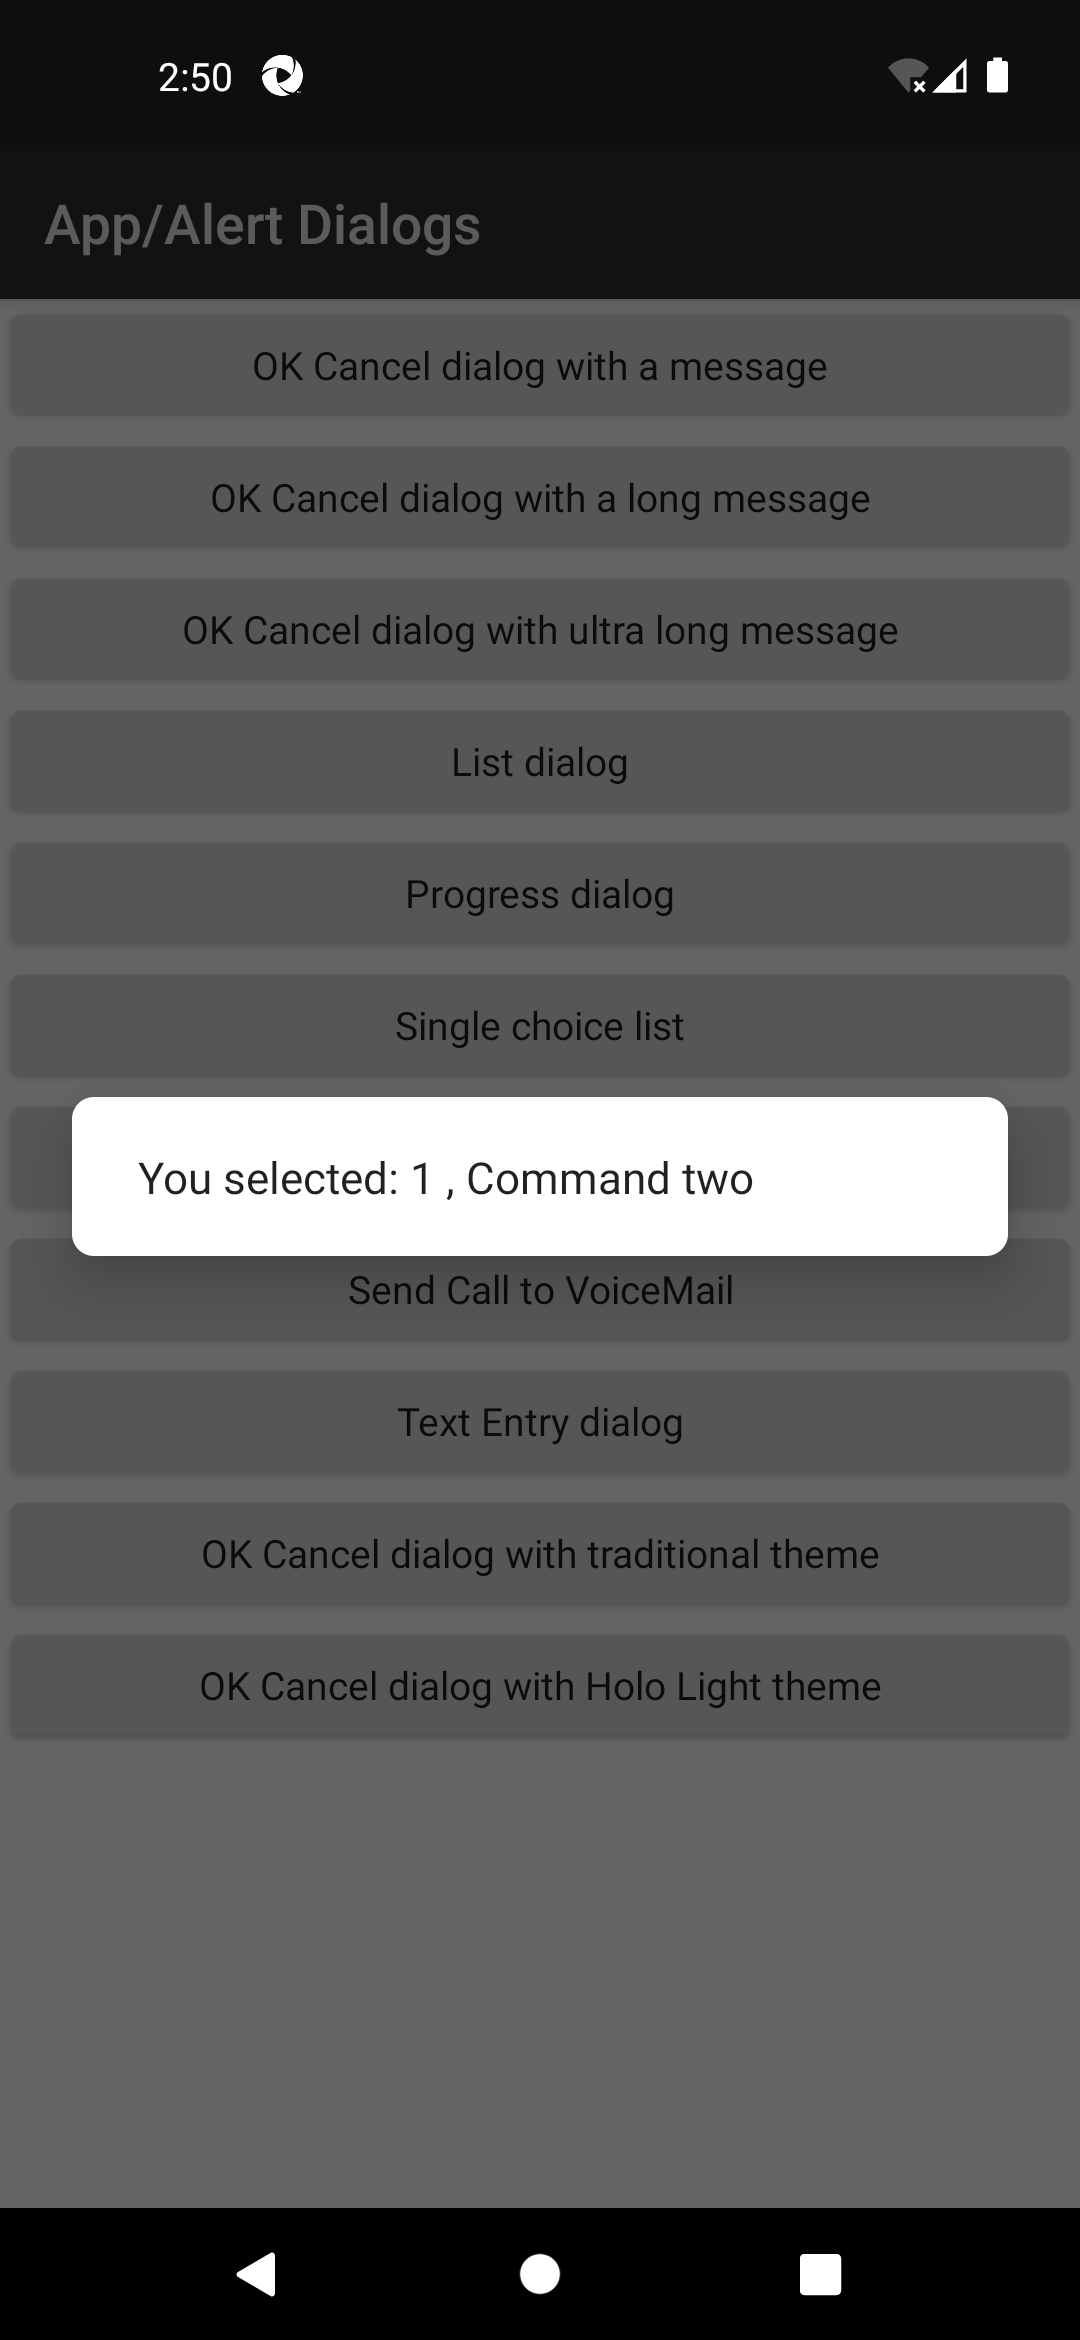 2:50
App/Alert Dialogs
OK Cancel dialog with a message
OK Cancel dialog with a long message
OK Cancel dialog with ultra long message
List dialog
Progress dialog
Single choice list
You selected: 1 , Command two
Send Call to VoiceMail
Text Entry dialog
OK Cancel dialog with traditional theme
OK Cancel dialog with Holo Light theme